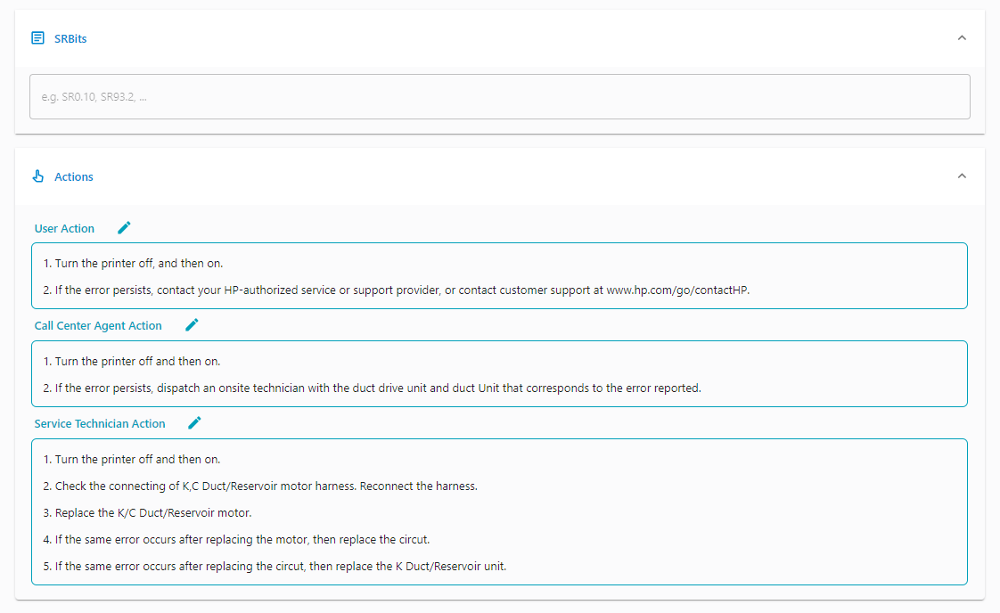 SRBits
e.g. SR0.10, SR93.2, ...
Actions
User Action
1. Turn the printer off, and then on.
2. If the error persists, contact your HP-authorized service or support provider, or contact customer support at www.hp.com/go/contactHP.
Call Center Agent Action
1. Turn the printer off and then on.
2. If the error persists, dispatch an onsite technician with the duct drive unit and duct Unit that corresponds to the error reported.
Service Technician Action
1. Turn the printer off and then on.
2. Check the connecting of K,C Duct/Reservoir motor harness. Reconnect the harness.
3. Replace the K/C Duct/Reservoir motor.
4. If the same error occurs after replacing the motor, then replace the circut.
5. If the same error occurs after replacing the circut, then replace the K Duct/Reservoir unit.